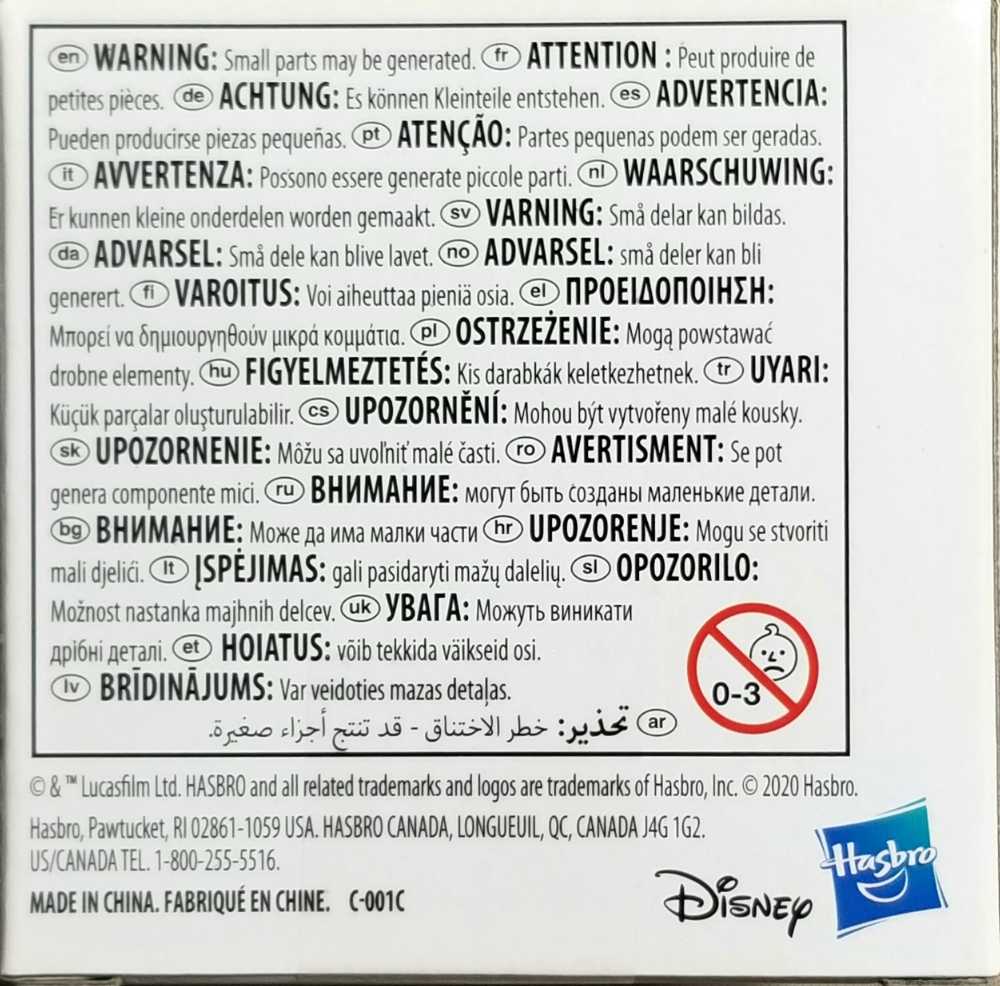 en WARNING: Small parts may be generated. fr ATTENTION : Peut produire de
petites pièces. de ACHTUNG: Es können Kleinteile entstehen. es ADVERTENCIA:
Pueden producirse piezas pequeñas. pt ATENÇÃO: Partes pequenas podem ser geradas.
it AVVERTENZA: Possono essere generate piccole parti. nl WAARSCHUWING:
Er kunnen kleine onderdelen worden gemaakt. sv VARNING: Små delar kan bildas.
da ADVARSEL: Små dele kan blive lavet. no ADVARSEL: små deler kan bli
generert. fi VAROITUS: Voi aiheuttaa pieniä osia. el ΠΡΟΕΙΔΟΠΟΙΗΣΗ:
Μπορεί να δημιουργηθούν μικρά κομμάτια. pl OSTRZEŻENIE: Mogą powstawać
drobne elementy. hu FIGYELMEZTETÉS: Kis darabkák keletkezhetnek. tr UYARI:
Küçük parçalar oluşturulabilir. cs UPOZORNĚNÍ: Mohou být vytvořeny malé kousky.
sk UPOZORNENIE: Môžu sa uvoľniť malé časti. ro AVERTISMENT: Se pot
genera componente mici. ru ВНИМАНИЕ: могут быть созданы маленькие детали.
bg ВНИМАНИЕ: Може да има малки части hr UPOZORENJE: Mogu se stvoriti
mali djelići. lt ĮSPĖJIMAS: gali pasidaryti mažų dalelių. sl OPOZORILO:
Možnost nastanka majhnih delcev. uk УВАГА: Можуть виникати
дрібні деталі. et HOIATUS: võib tekkida väikseid osi.
lv BRĪDINĀJUMS: Var veidoties mazas detaļas.
ar تحذير: خطر الاختناق - قد تنتج أجزاء صغيرة.
0-3
© & ™ Lucasfilm Ltd. HASBRO and all related trademarks and logos are trademarks of Hasbro, Inc. © 2020 Hasbro.
Hasbro, Pawtucket, RI 02861-1059 USA. HASBRO CANADA, LONGUEUIL, QC, CANADA J4G 1G2.
US/CANADA TEL. 1-800-255-5516.
MADE IN CHINA. FABRIQUÉ EN CHINE. C-001C
Disney
Hasbro